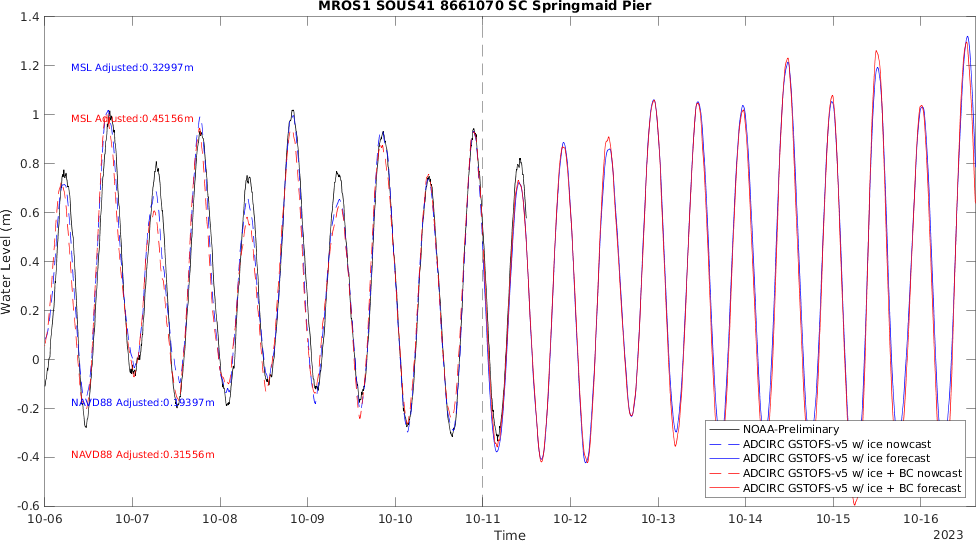 MROS1 SOUS41 8661070 SC Springmaid Pier
1.4
1.2
1
0.8
0.6
0.4
0.2
0
-0.2
-0.4
-0.6
Water Level (m)
MSL Adjusted:0.32997m
MSL Adjusted:0.45156m
NAVD88 Adjusted:0.19397m
NAVD88 Adjusted:0.31556m
NOAA-Preliminary
ADCIRC GSTOFS-v5 w/ ice nowcast
ADCIRC GSTOFS-v5 w/ ice forecast
ADCIRC GSTOFS-v5 w/ ice + BC nowcast
ADCIRC GSTOFS-v5 w/ ice + BC forecast
10-06 10-07 10-08 10-09 10-10 10-11 10-12 10-13 10-14 10-15 10-16
Time
2023